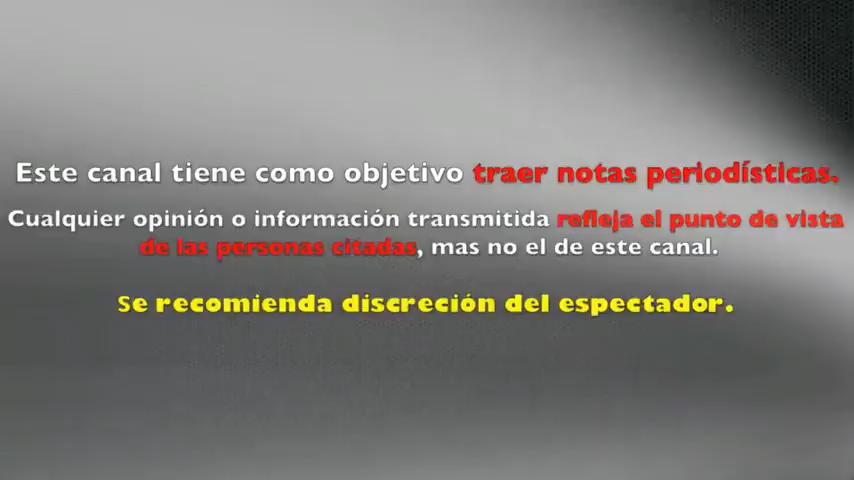 Este canal tiene como objetivo traer notas periodísticas.
Cualquier opinión o información transmitida refleja el punto de vista
de las personas citadas, mas no el de este canal.
Se recomienda discreción del espectador.